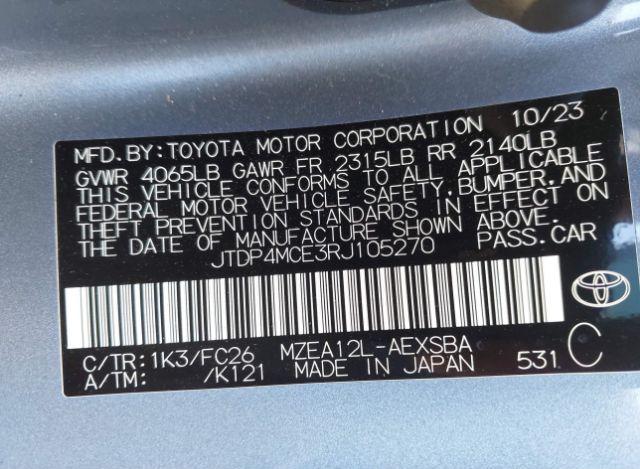 MFD. BY: TOYOTA MOTOR CORPORATION 10/23
GVWR 4065LB GAWR FR 2315LB RR 2140LB
THIS VEHICLE CONFORMS TO ALL APPLICABLE
FEDERAL MOTOR VEHICLE SAFETY, BUMPER, AND
THEFT PREVENTION STANDARDS IN EFFECT ON
THE DATE OF MANUFACTURE SHOWN ABOVE.
JTDP4MCE3RJ105270 PASS. CAR
C/TR: 1K3/FC26 MZEA12L-AEXSBA
A/TM: /K121 MADE IN JAPAN 531 C